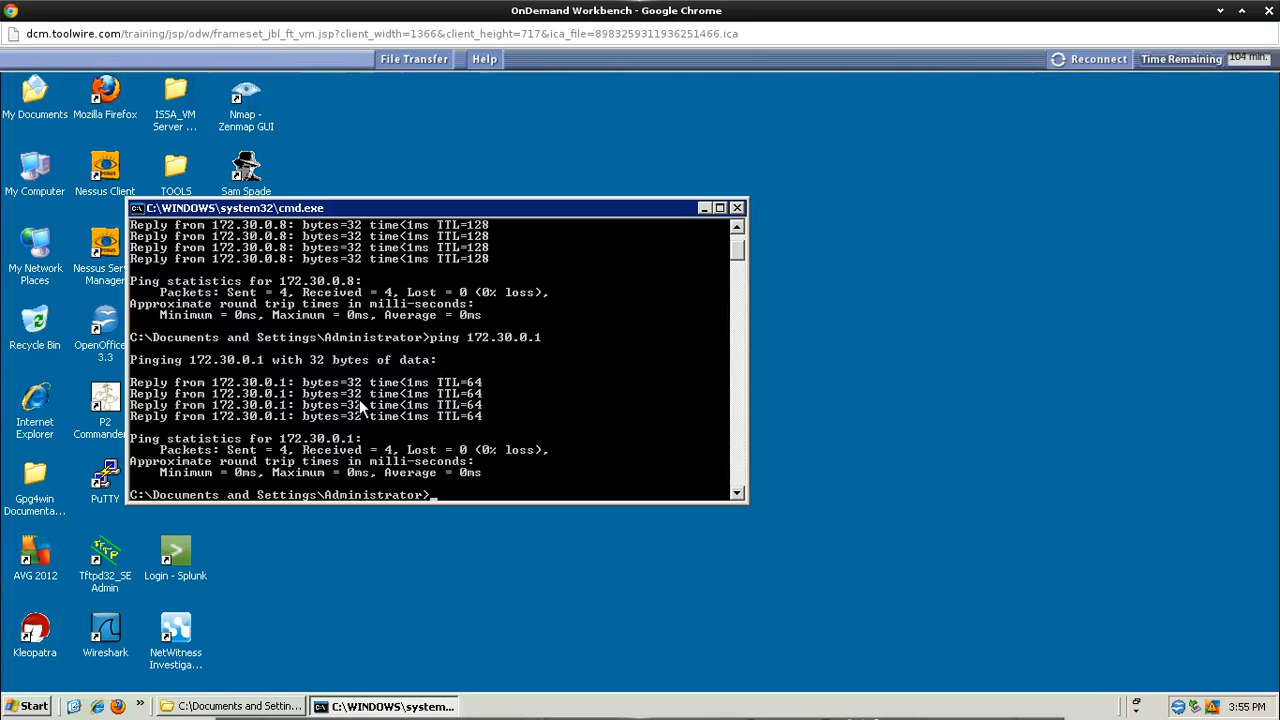 OnDemand Workbench - Google Chrome
dcm.toolwire.com/training/jsp/odw/frameset_jbl_ft_vm.jsp?client_width=1366&client_height=717&ica_file=8983259311936251466.ica
File Transfer
Help
Reconnect
Time Remaining
104 min.
My Documents
Mozilla Firefox
ISSA_VM
Server ...
Nmap -
Zenmap GUI
My Computer
Nessus Client
TOOLS
Sam Spade
My Network
Places
Nessus Ser
Manager
Recycle Bin
OpenOffice
3.3
Internet
Explorer
P2
Commande
Gpg4win
Documenta...
PuTTY
AVG 2012
Tftpd32_SE
Admin
Login - Splunk
Kleopatra
Wireshark
NetWitness
Investiga...
C:\WINDOWS\system32\cmd.exe
Reply from 172.30.0.8: bytes=32 time<1ms TTL=128
Reply from 172.30.0.8: bytes=32 time<1ms TTL=128
Reply from 172.30.0.8: bytes=32 time<1ms TTL=128
Reply from 172.30.0.8: bytes=32 time<1ms TTL=128
Ping statistics for 172.30.0.8:
Packets: Sent = 4, Received = 4, Lost = 0 (0% loss),
Approximate round trip times in milli-seconds:
Minimum = 0ms, Maximum = 0ms, Average = 0ms
C:\Documents and Settings\Administrator>ping 172.30.0.1
Pinging 172.30.0.1 with 32 bytes of data:
Reply from 172.30.0.1: bytes=32 time<1ms TTL=64
Reply from 172.30.0.1: bytes=32 time<1ms TTL=64
Reply from 172.30.0.1: bytes=32 time<1ms TTL=64
Reply from 172.30.0.1: bytes=32 time<1ms TTL=64
Ping statistics for 172.30.0.1:
Packets: Sent = 4, Received = 4, Lost = 0 (0% loss),
Approximate round trip times in milli-seconds:
Minimum = 0ms, Maximum = 0ms, Average = 0ms
C:\Documents and Settings\Administrator>_
Start
C:\Documents and Settin...
C:\WINDOWS\system...
3:55 PM